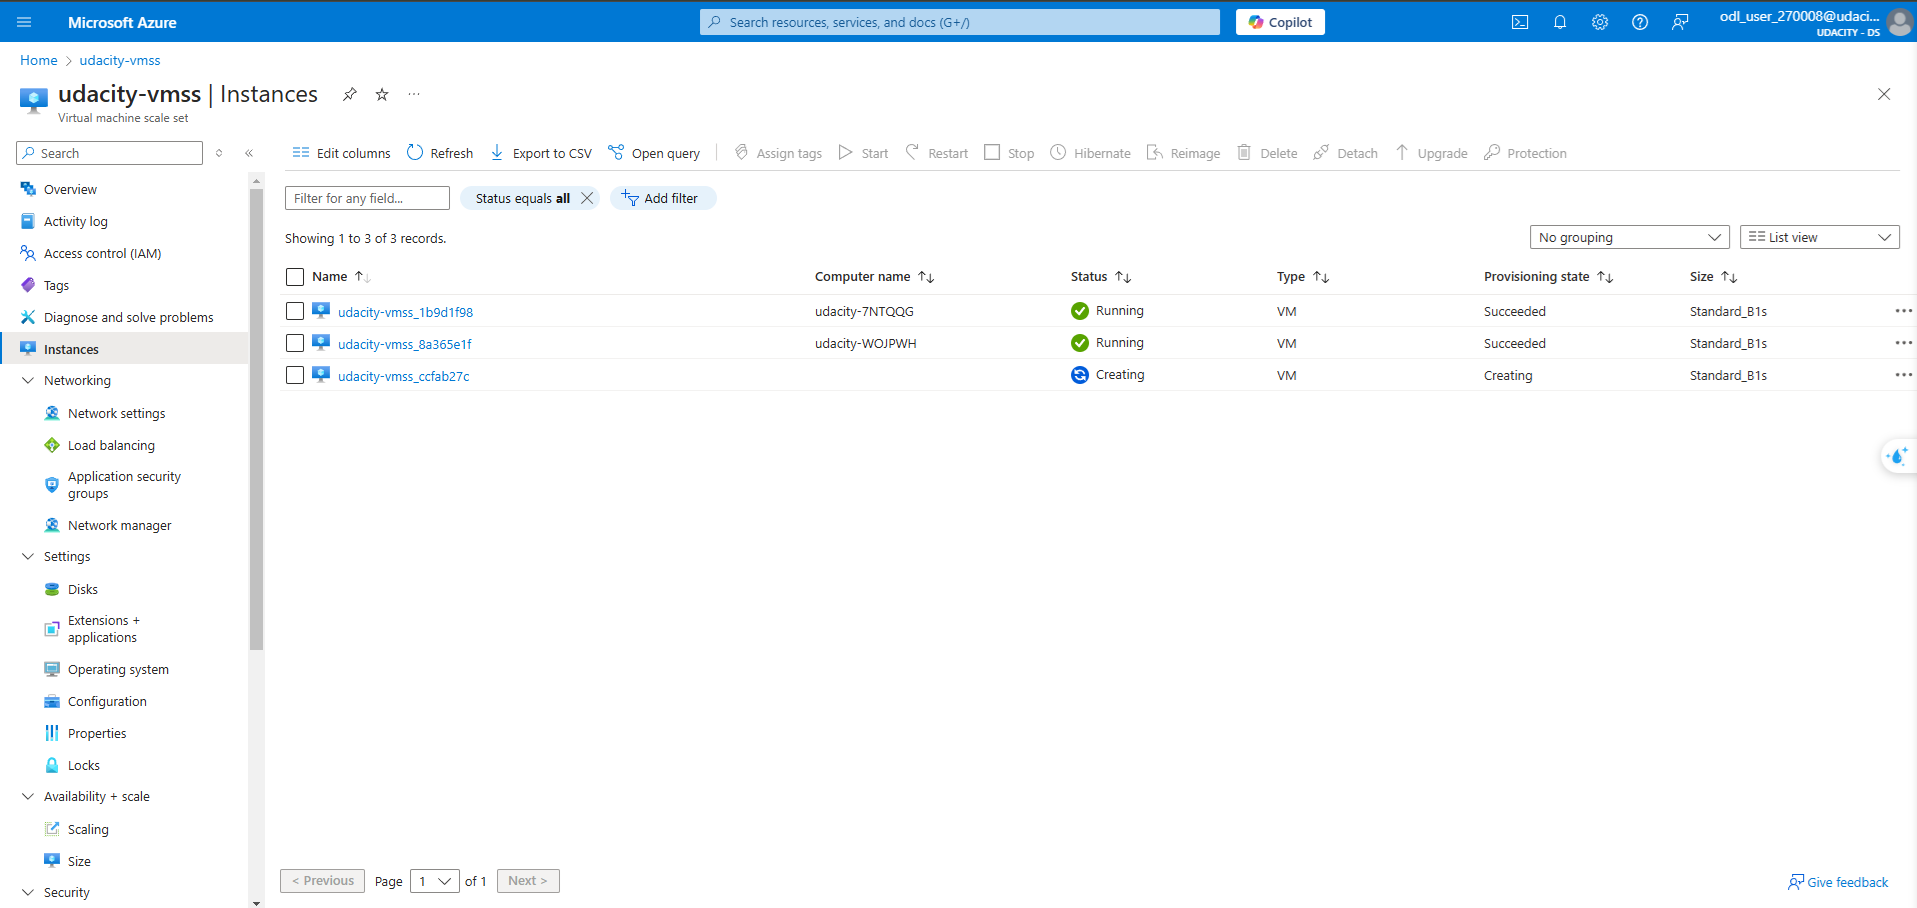 Microsoft Azure
Search resources, services, and docs (G+/)
Copilot
odl_user_270008@udaci...
UDACITY - DS
Home > udacity-vmss
udacity-vmss | Instances
Virtual machine scale set
Search
Edit columns Refresh Export to CSV Open query Assign tags Start Restart Stop Hibernate Reimage Delete Detach Upgrade Protection
Overview
Activity log
Access control (IAM)
Tags
Diagnose and solve problems
Instances
Networking
Network settings
Load balancing
Application security
groups
Network manager
Settings
Disks
Extensions +
applications
Operating system
Configuration
Properties
Locks
Availability + scale
Scaling
Size
Security
Filter for any field...
Status equals all
Add filter
Showing 1 to 3 of 3 records.
No grouping
List view
Name Computer name Status Type Provisioning state Size
udacity-vmss_1b9d1f98 udacity-7NTQQG Running VM Succeeded Standard_B1s
udacity-vmss_8a365e1f udacity-WOJPWH Running VM Succeeded Standard_B1s
udacity-vmss_ccfab27c Creating VM Creating Standard_B1s
< Previous Page 1 of 1 Next >
Give feedback